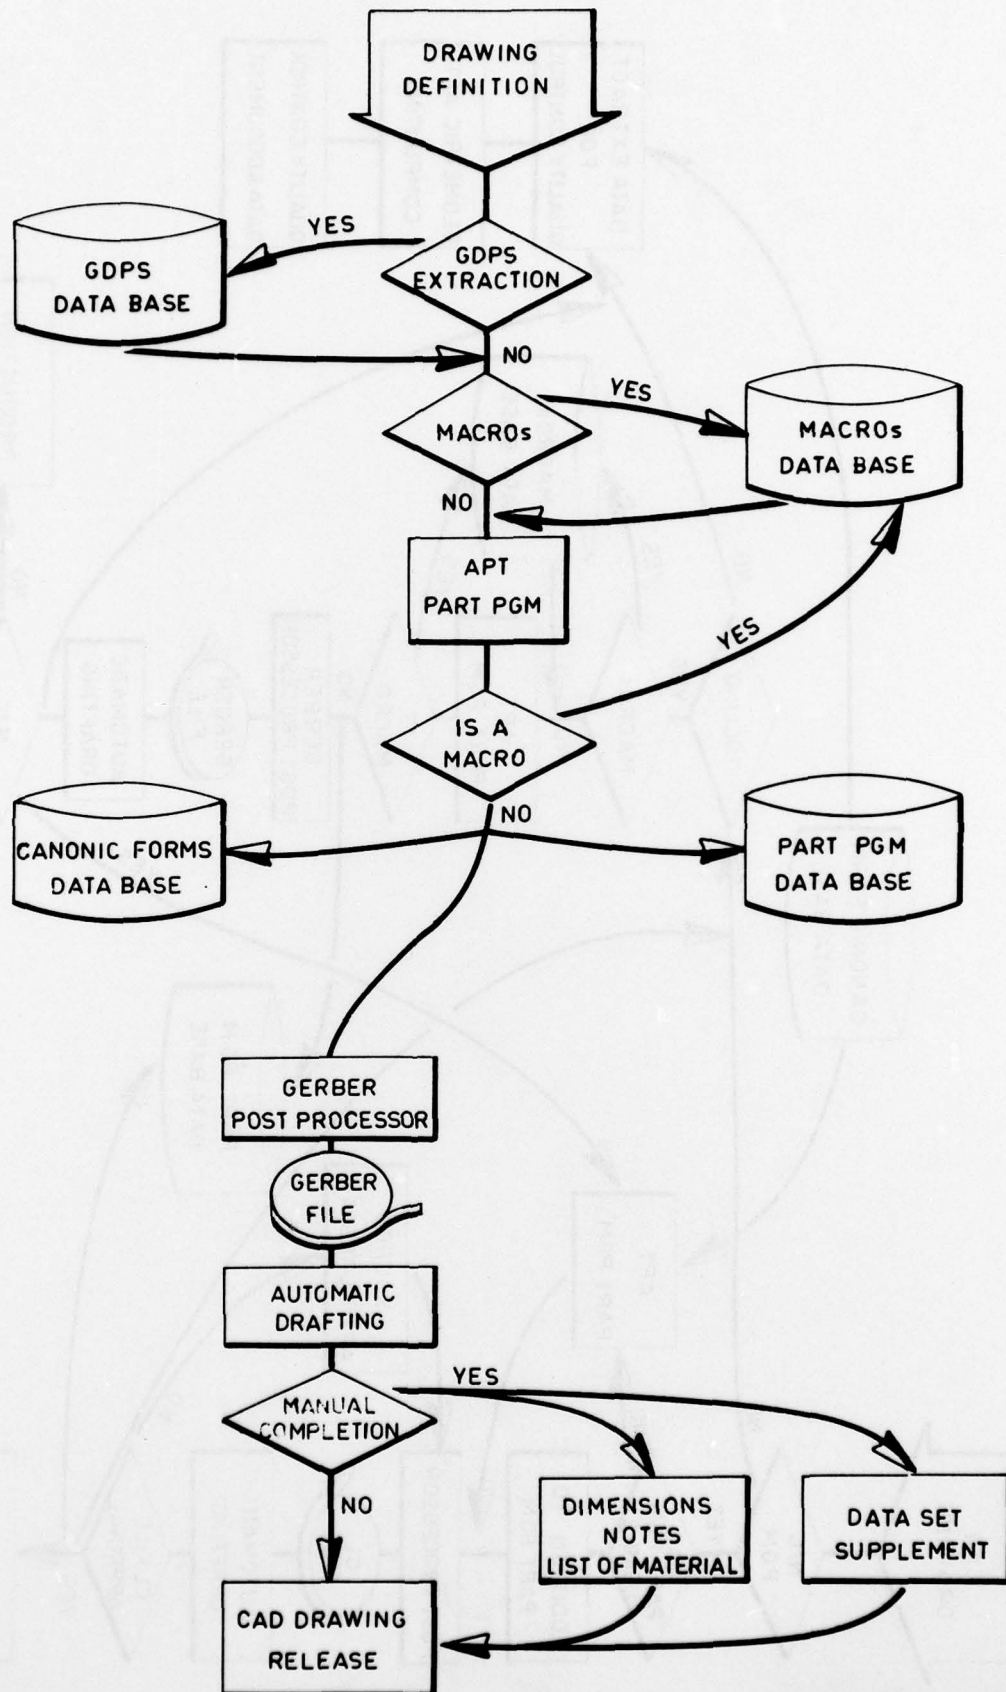 DRAWING
DEFINITION
YES
GDPS
EXTRACTION
GDPS
DATA BASE
NO
YES
MACROs
MACROs
DATA BASE
NO
APT
PART PGM
YES
IS A
MACRO
NO
CANONIC FORMS
DATA BASE
PART PGM
DATA BASE
GERBER
POST PROCESSOR
GERBER
FILE
AUTOMATIC
DRAFTING
YES
MANUAL
COMPLETION
NO
DIMENSIONS
NOTES
LIST OF MATERIAL
DATA SET
SUPPLEMENT
CAD DRAWING
RELEASE